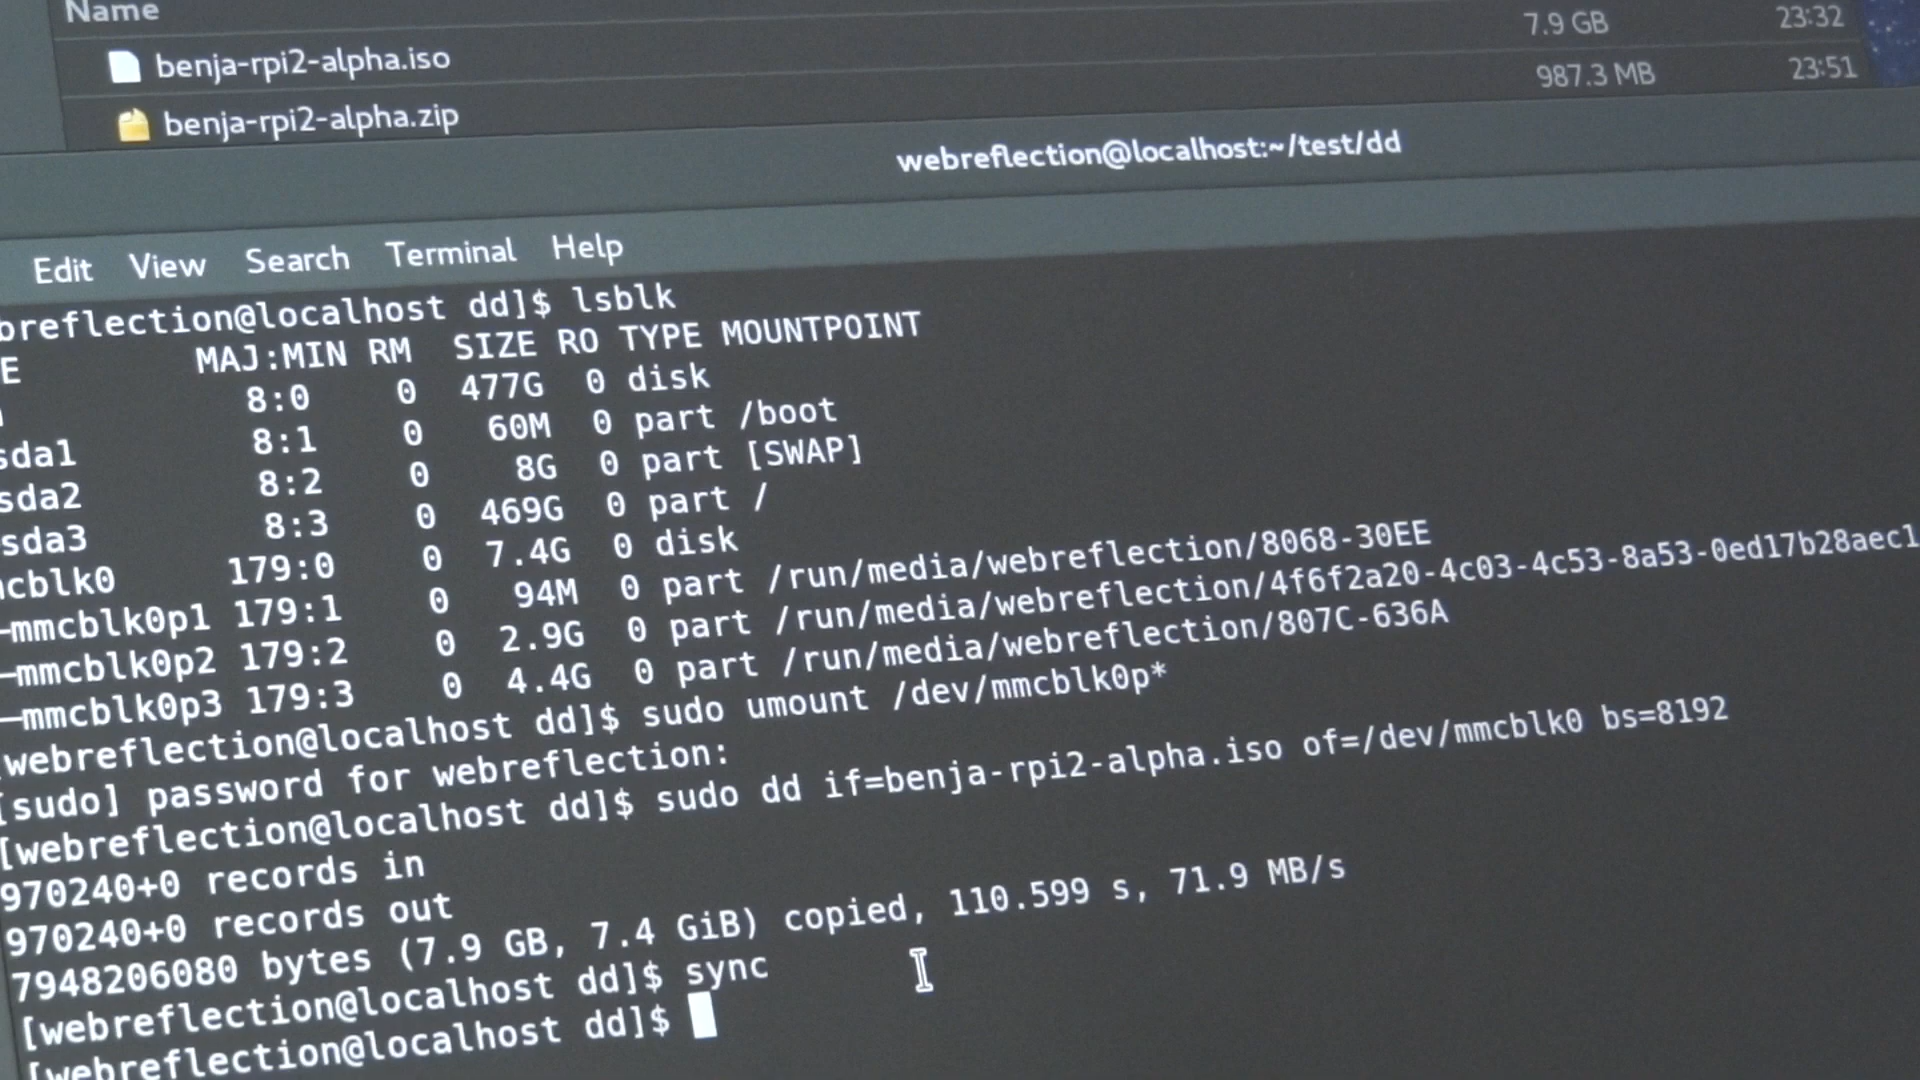 Name
benja-rpi2-alpha.iso 7.9 GB 23:32
benja-rpi2-alpha.zip 987.3 MB 23:51
webreflection@localhost:~/test/dd
Edit View Search Terminal Help
breflection@localhost dd]$ lsblk
E MAJ:MIN RM SIZE RO TYPE MOUNTPOINT
8:0 0 477G 0 disk
sda1 8:1 0 60M 0 part /boot
sda2 8:2 0 8G 0 part [SWAP]
sda3 8:3 0 469G 0 part /
mcblk0 179:0 0 7.4G 0 disk
─mmcblk0p1 179:1 0 94M 0 part /run/media/webreflection/8068-30EE
─mmcblk0p2 179:2 0 2.9G 0 part /run/media/webreflection/4f6f2a20-4c03-4c53-8a53-0ed17b28aec1
─mmcblk0p3 179:3 0 4.4G 0 part /run/media/webreflection/807C-636A
[webreflection@localhost dd]$ sudo umount /dev/mmcblk0p*
[sudo] password for webreflection:
[webreflection@localhost dd]$ sudo dd if=benja-rpi2-alpha.iso of=/dev/mmcblk0 bs=8192
970240+0 records in
970240+0 records out
7948206080 bytes (7.9 GB, 7.4 GiB) copied, 110.599 s, 71.9 MB/s
[webreflection@localhost dd]$ sync
[webreflection@localhost dd]$